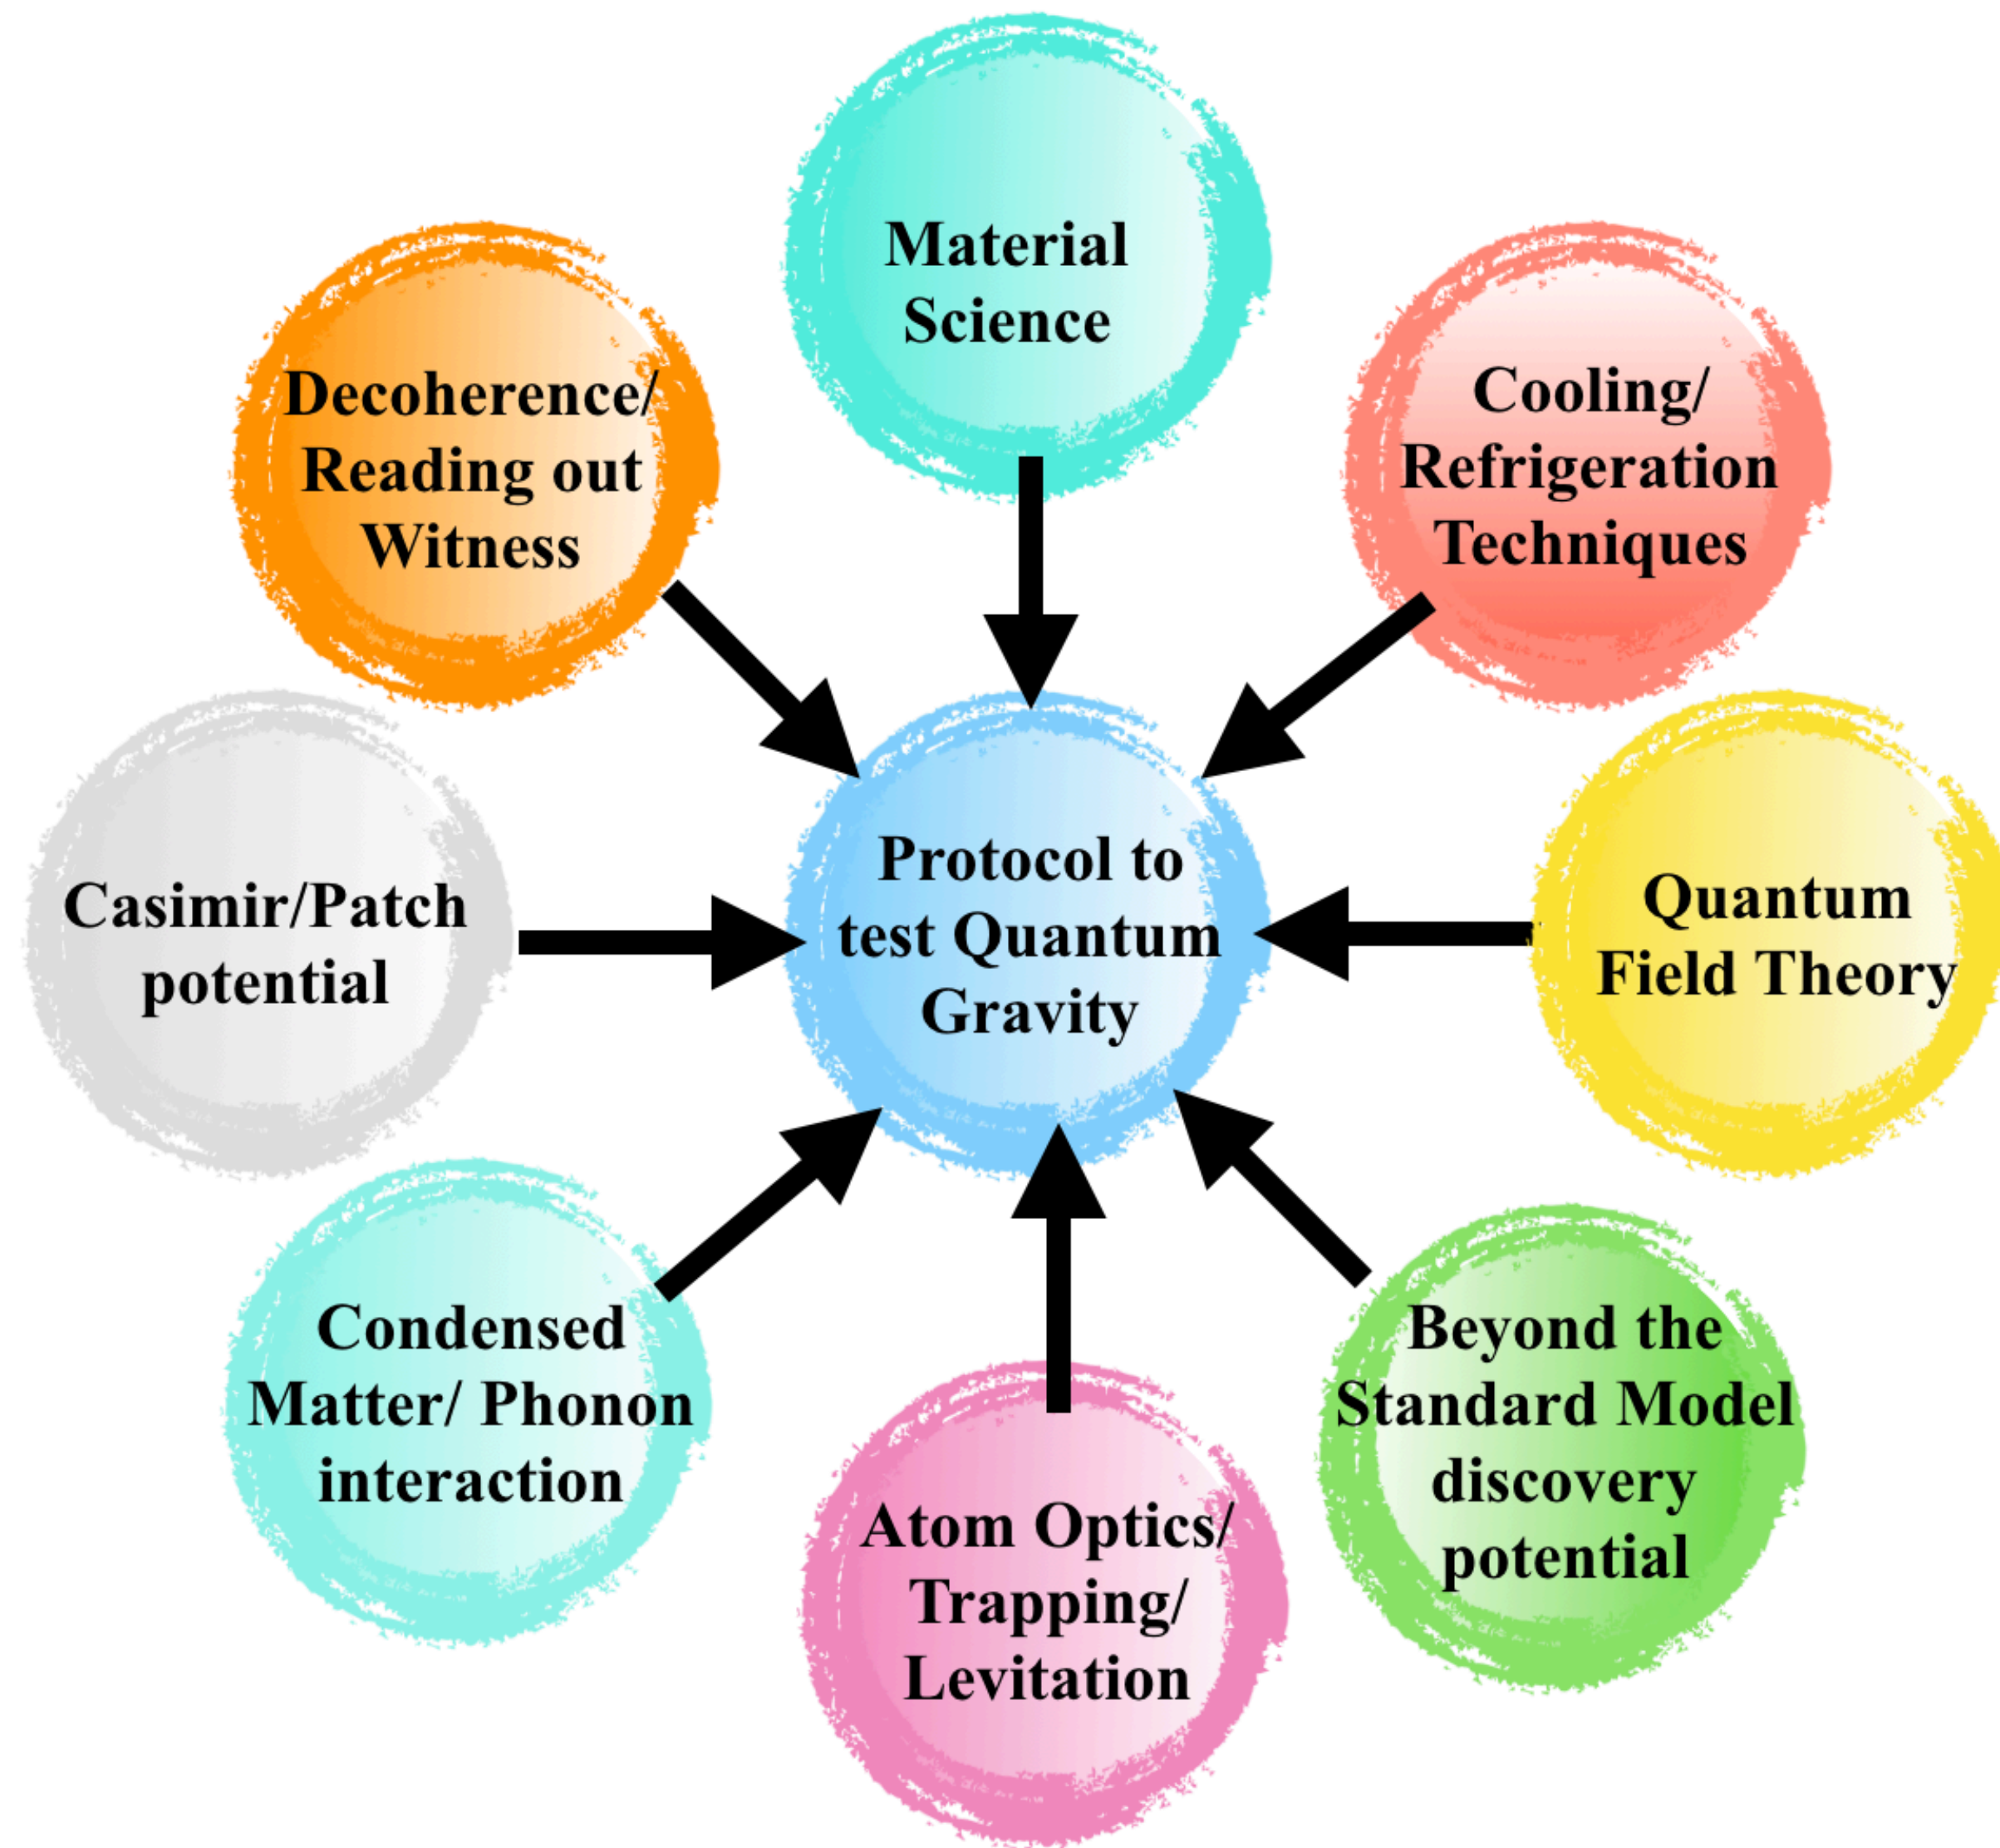 Material
Science
Decoherence/
Reading out
Witness
Cooling/
Refrigeration
Techniques
Casimir/Patch
potential
Protocol to
test Quantum
Gravity
Quantum
Field Theory
Condensed
Matter/ Phonon
interaction
Atom Optics/
Trapping/
Levitation
Beyond the
Standard Model
discovery
potential